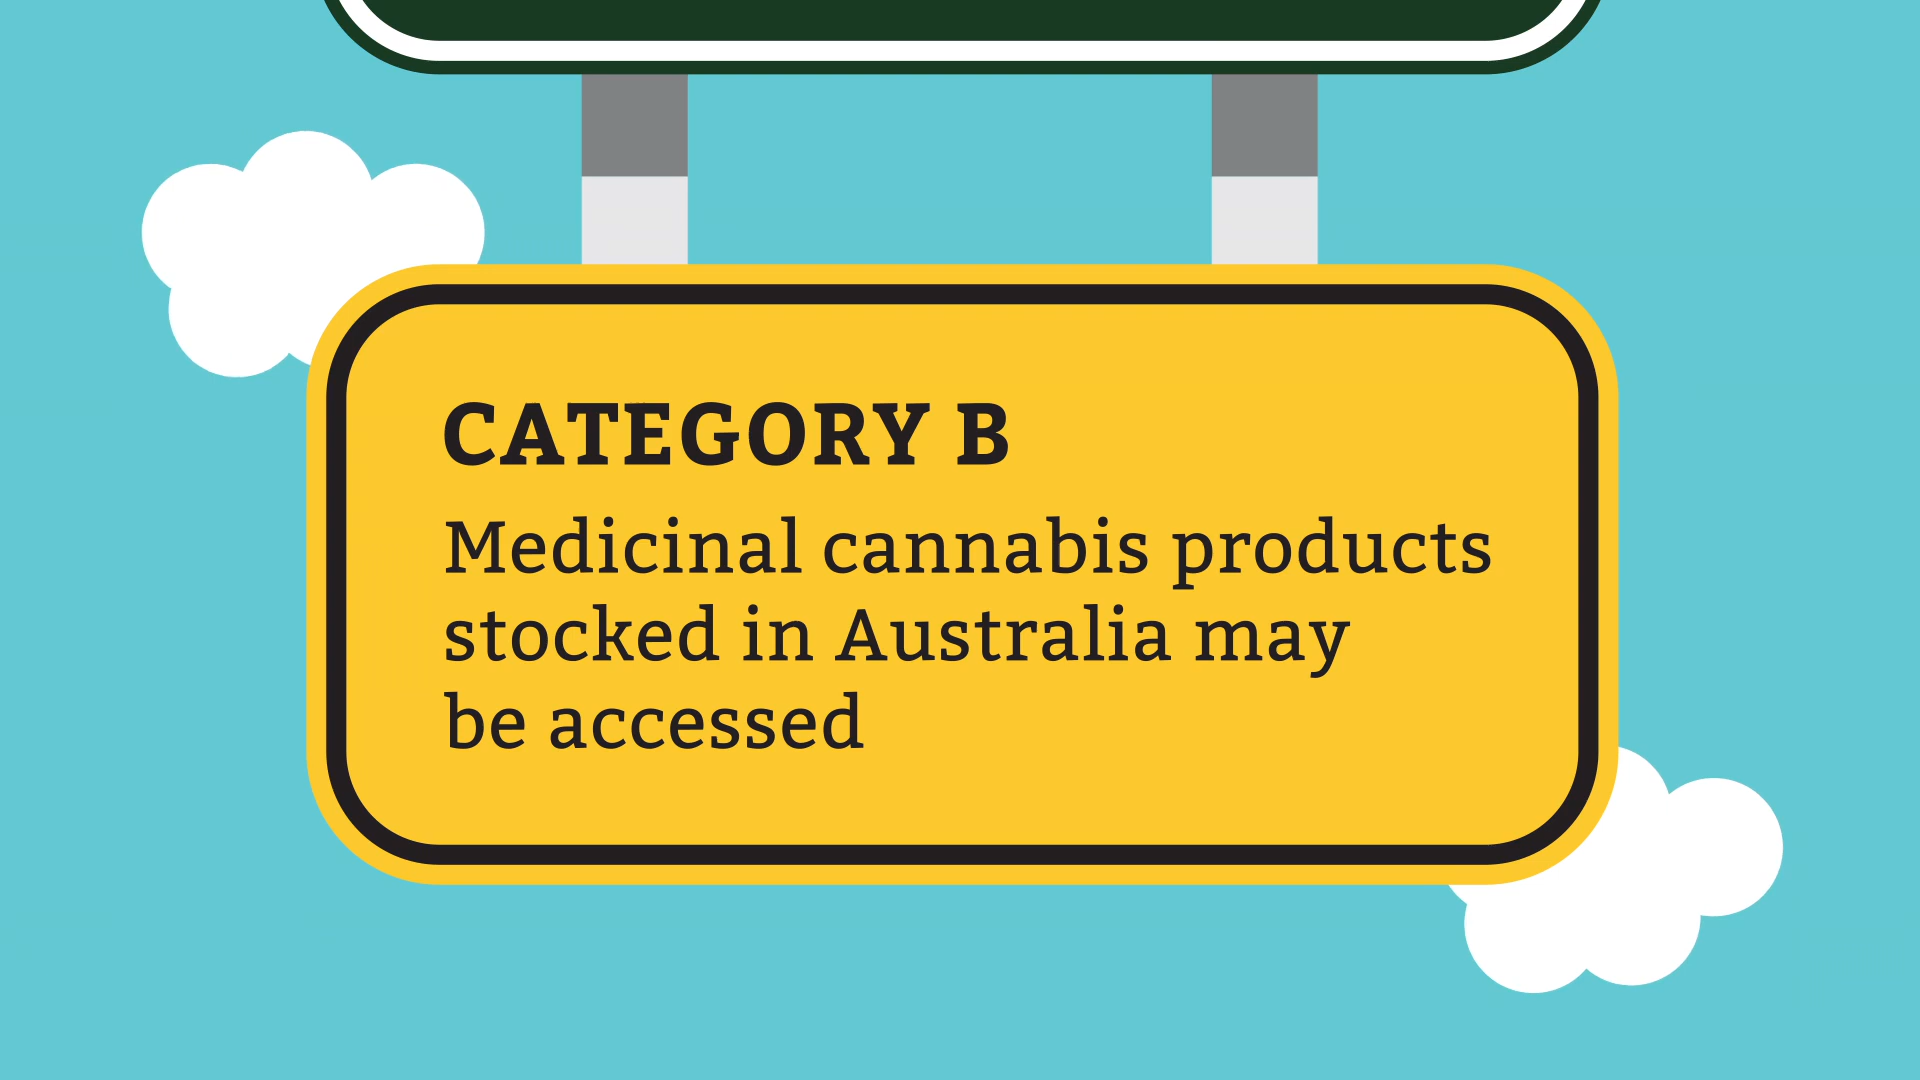 CATEGORY B
Medicinal cannabis products
stocked in Australia may
be accessed